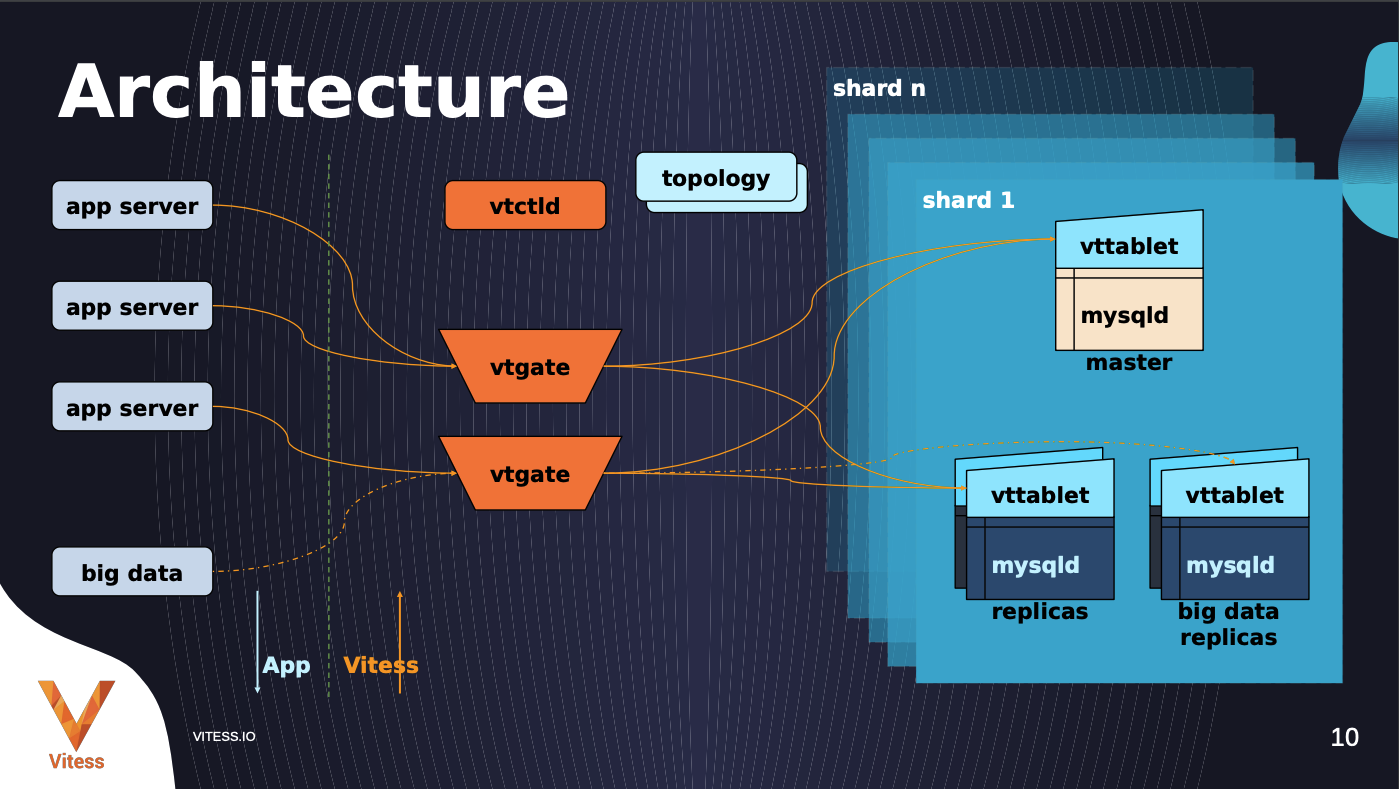 Architecture
app server
app server
app server
big data
App
Vitess
vtctld
topology
vtgate
vtgate
shard n
shard 1
vttablet
mysqld
master
vttablet
mysqld
replicas
vttablet
mysqld
big data
replicas
Vitess
VITESS.IO
10